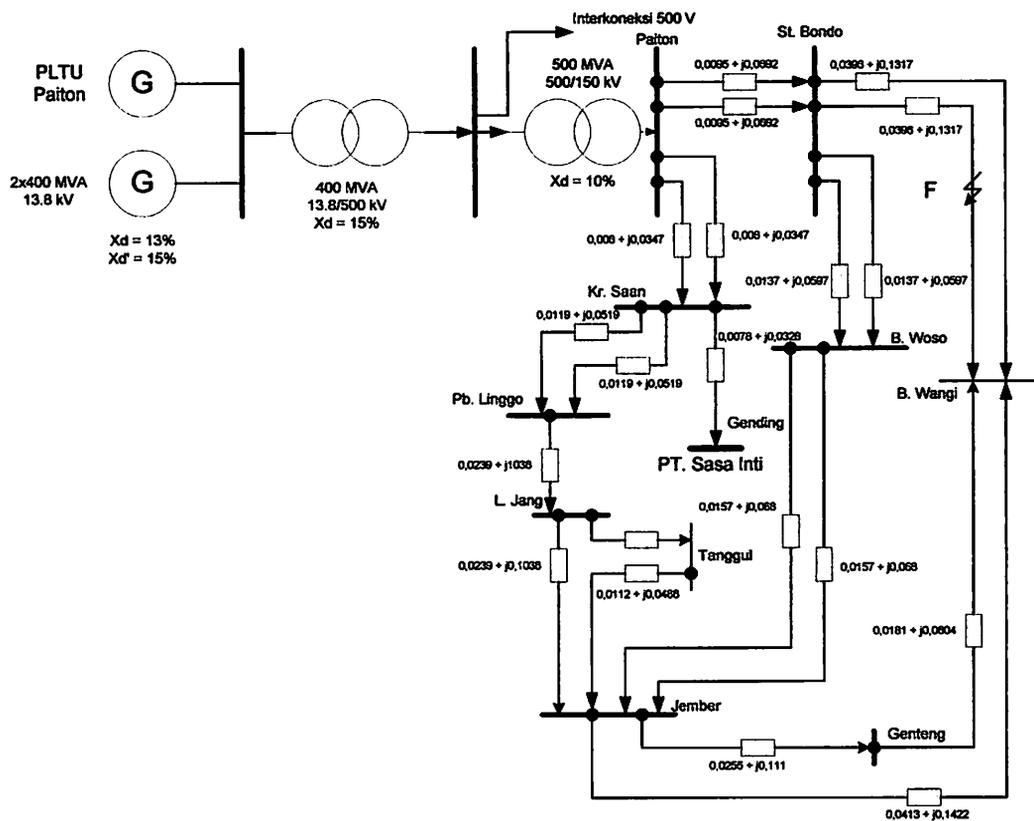 Interkoneksi 500 V
Paiton
St. Bondo
PLTU
Paiton
G
500 MVA
500/150 kV
0,0095 + j0,0692
0,0396 + j0,1317
0,0095 + j0,0692
0,0396 + j0,1317
2x400 MVA
13.8 kV
G
400 MVA
13.8/500 kV
Xd = 15%
Xd = 10%
F
Xd = 13%
Xd' = 15%
0,008 + j0,0347
0,008 + j0,0347
Kr. Saan
0,0137 + j0,0597
0,0137 + j0,0597
0,0119 + j0,0519
0,0078 + j0,0328
B. Woso
0,0119 + j0,0519
B. Wangi
Pb. Linggo
Gending
PT. Sasa Inti
0,0239 + j1038
L. Jang
0,0157 + j0,068
Tanggul
0,0239 + j0,1038
0,0157 + j0,068
0,0112 + j0,0488
0,0181 + j0,0804
Jember
Genteng
0,0255 + j0,111
0,0413 + j0,1422